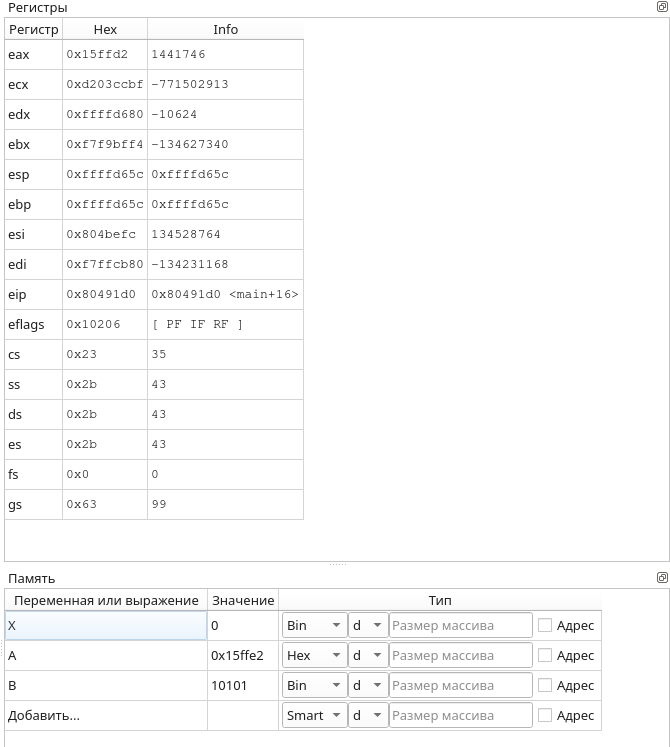 Регистры
Регистр Hex Info
eax 0x15ffd2 1441746
ecx 0xd203ccbf -771502913
edx 0xffffd680 -10624
ebx 0xf7f9bff4 -134627340
esp 0xffffd65c 0xffffd65c
ebp 0xffffd65c 0xffffd65c
esi 0x804befc 134528764
edi 0xf7ffcb80 -134231168
eip 0x80491d0 0x80491d0 <main+16>
eflags 0x10206 [ PF IF RF ]
cs 0x23 35
ss 0x2b 43
ds 0x2b 43
es 0x2b 43
fs 0x0 0
gs 0x63 99
Память
Переменная или выражение Значение Тип
X 0 Bin d Размер массива Адрес
A 0x15ffe2 Hex d Размер массива Адрес
B 10101 Bin d Размер массива Адрес
Добавить... Smart d Размер массива Адрес